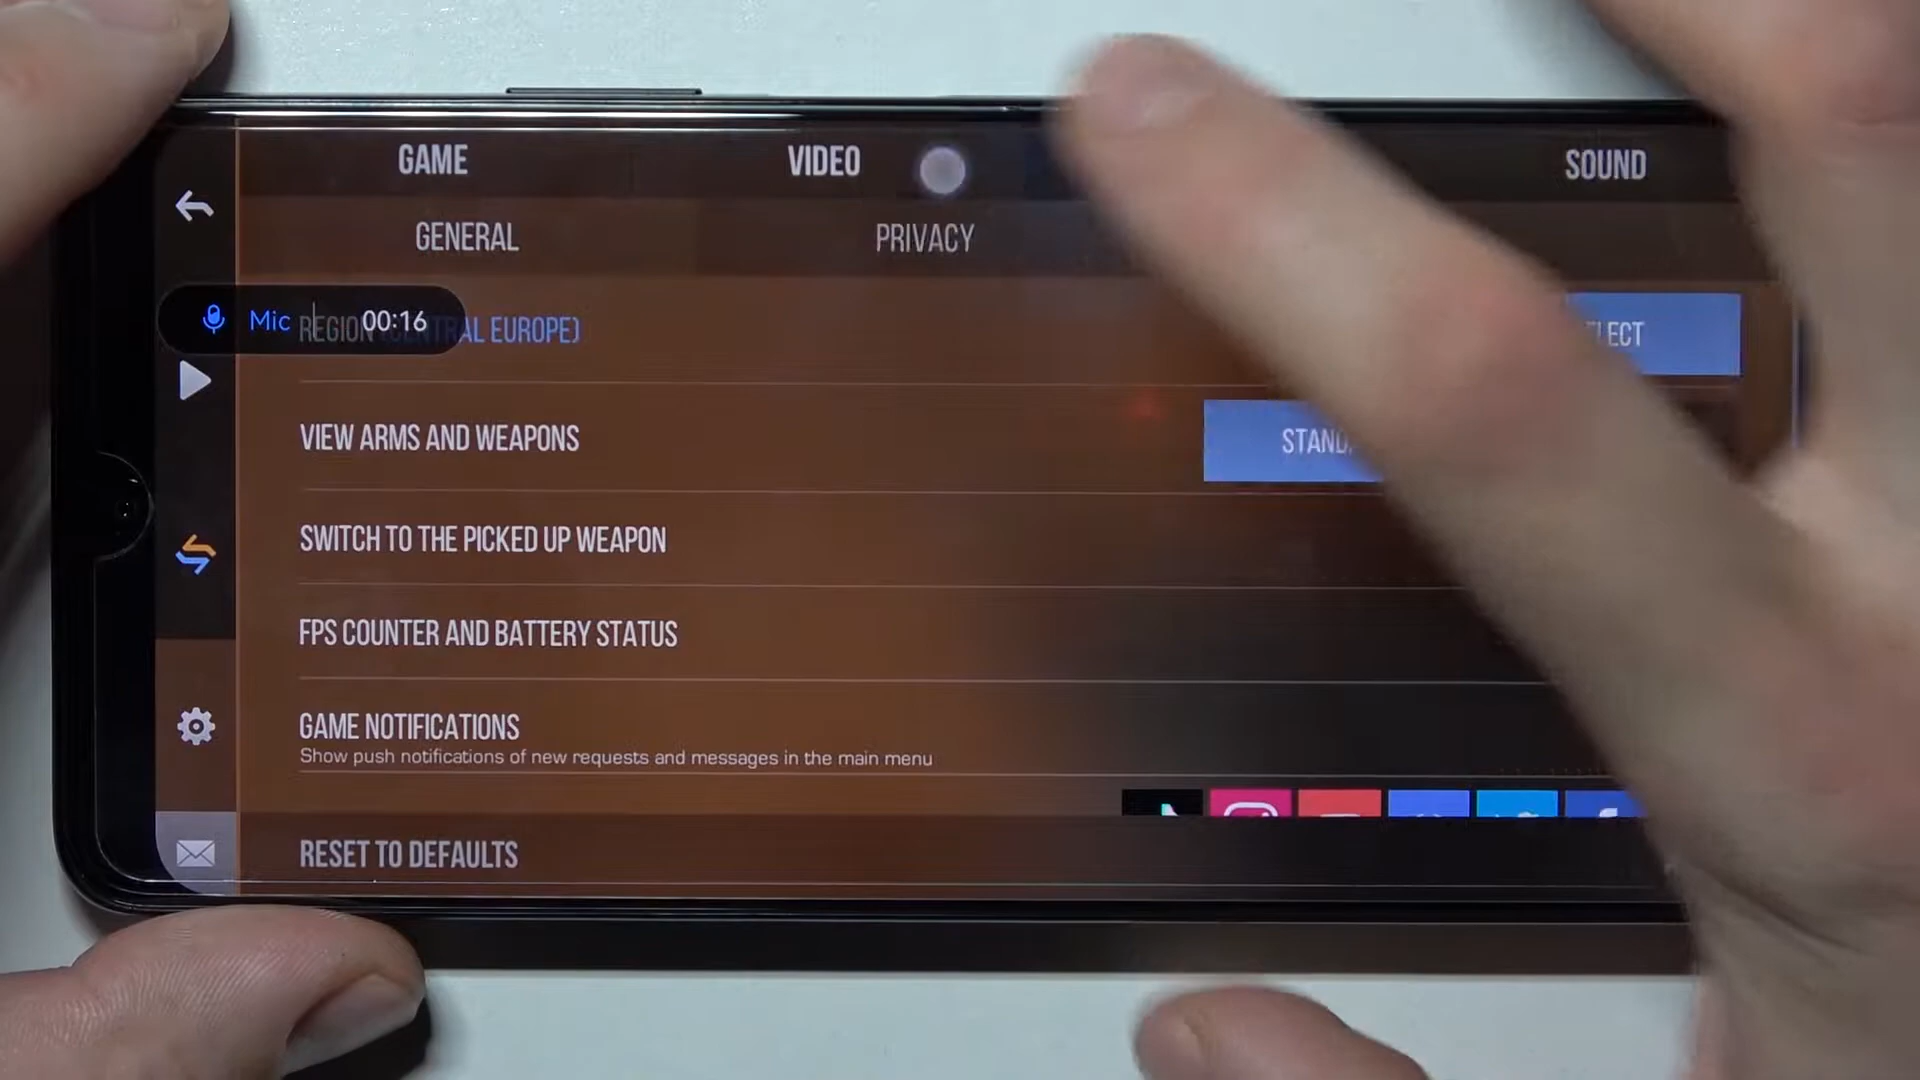 GAME VIDEO SOUND
GENERAL PRIVACY
Mic 00:16
REGION (CENTRAL EUROPE)
VIEW ARMS AND WEAPONS
SWITCH TO THE PICKED UP WEAPON
FPS COUNTER AND BATTERY STATUS
GAME NOTIFICATIONS
Show push notifications of new requests and messages in the main menu
RESET TO DEFAULTS